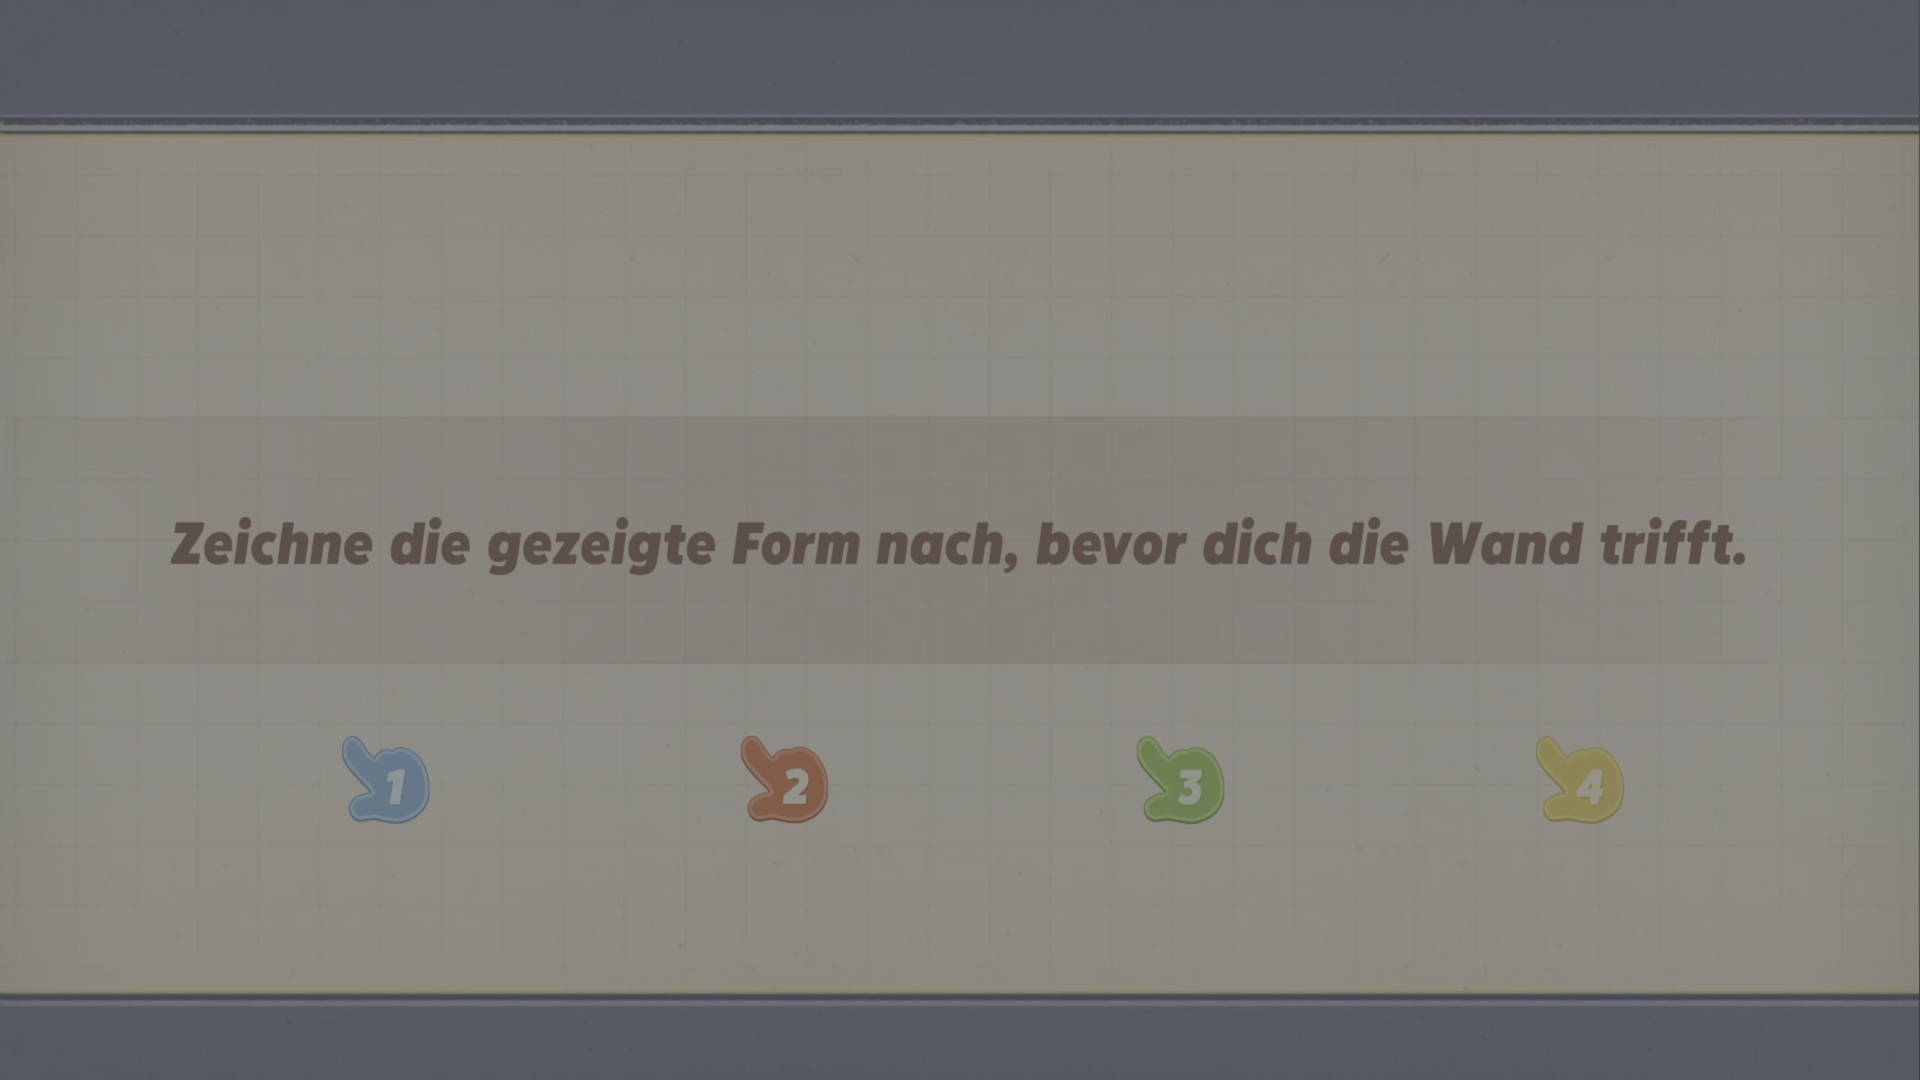 Zeichne die gezeigte Form nach, bevor dich die Wand trifft.
1 2 3 4